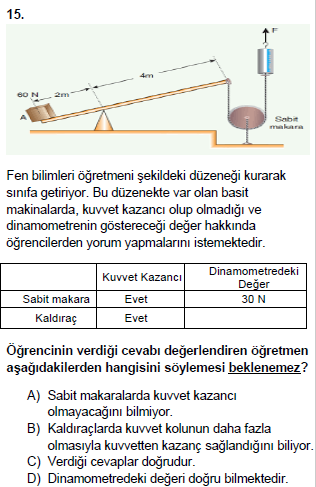 15.
F
4m
60 N
2m
A
Sabit
makara
Fen bilimleri öğretmeni şekildeki düzeneği kurarak
sınıfa getiriyor. Bu düzenekte var olan basit
makinalarda, kuvvet kazancı olup olmadığı ve
dinamometrenin göstereceği değer hakkında
öğrencilerden yorum yapmalarını istemektedir.
Kuvvet Kazancı
Dinamometredeki
Değer
Sabit makara Evet 30 N
Kaldıraç Evet
Öğrencinin verdiği cevabı değerlendiren öğretmen
aşağıdakilerden hangisini söylemesi beklenemez?
A) Sabit makaralarda kuvvet kazancı
olmayacağını bilmiyor.
B) Kaldıraçlarda kuvvet kolunun daha fazla
olmasıyla kuvvetten kazanç sağlandığını biliyor.
C) Verdiği cevaplar doğrudur.
D) Dinamometredeki değeri doğru bilmektedir.